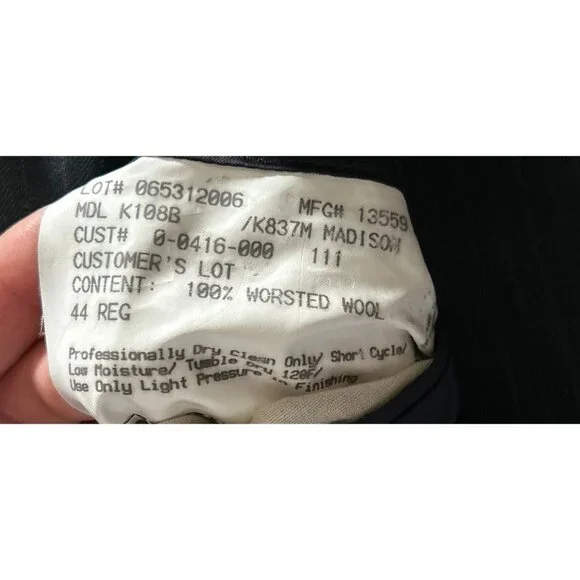 LOT# 065312006 MFG# 13559
MDL K108B /K837M MADISON
CUST# 0-0416-000 111
CUSTOMER'S LOT
CONTENT: 100% WORSTED WOOL
44 REG
Professionally Dry Clean Only/ Short Cycle/
Low Moisture/ Tumble Dry 120F/
Use Only Light Pressure in Finishing